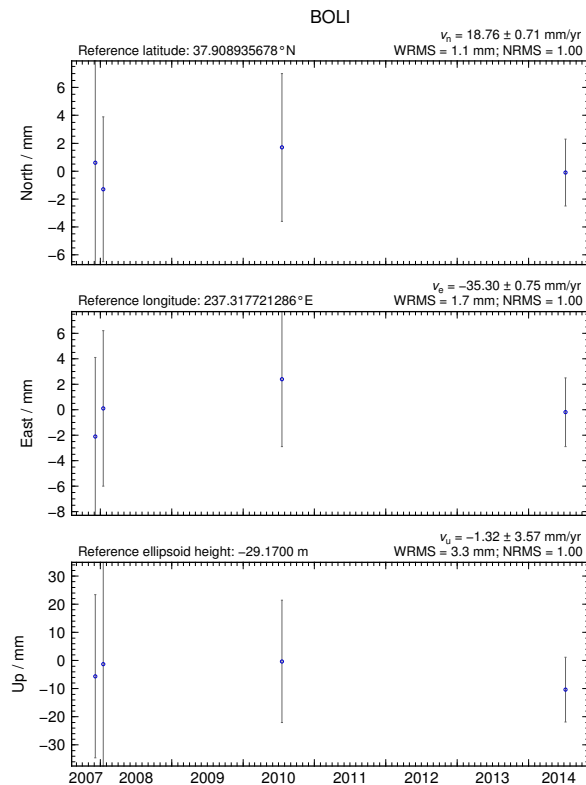 BOLI
vn = 18.76 ± 0.71 mm/yr
Reference latitude: 37.908935678°N
WRMS = 1.1 mm; NRMS = 1.00
North / mm
6
4
2
0
−2
−4
−6
ve = −35.30 ± 0.75 mm/yr
Reference longitude: 237.317721286°E
WRMS = 1.7 mm; NRMS = 1.00
East / mm
6
4
2
0
−2
−4
−6
−8
vu = −1.32 ± 3.57 mm/yr
Reference ellipsoid height: −29.1700 m
WRMS = 3.3 mm; NRMS = 1.00
Up / mm
30
20
10
0
−10
−20
−30
2007 2008 2009 2010 2011 2012 2013 2014